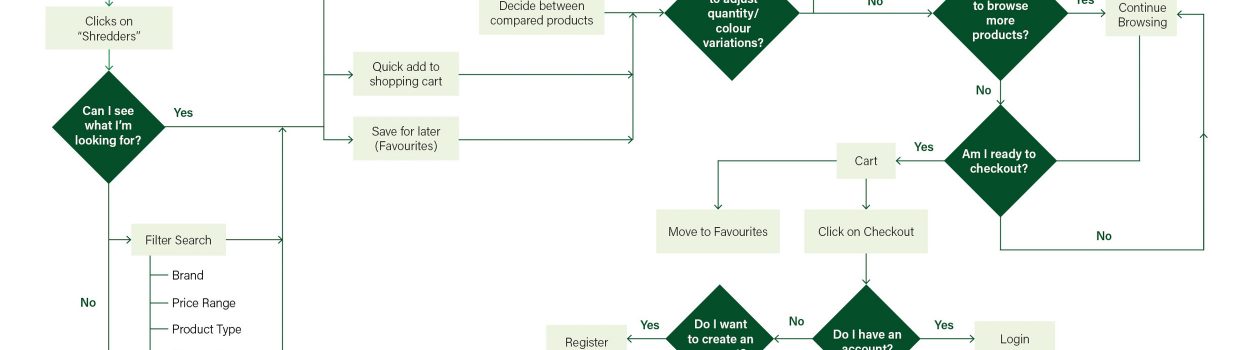 Decide between
compared products
to adjust
quantity/
colour
variations?
No
to browse
more
products?
Yes
Continue
Browsing
Clicks on
“Shredders”
Quick add to
shopping cart
Can I see
what I’m
looking for?
Yes
Save for later
(Favourites)
No
Am I ready to
checkout?
Yes
Cart
Move to Favourites
Click on Checkout
No
Filter Search
Brand
Price Range
Product Type
No
Do I want
to create an
Register
Yes
No
Do I have an
account?
Yes
Login